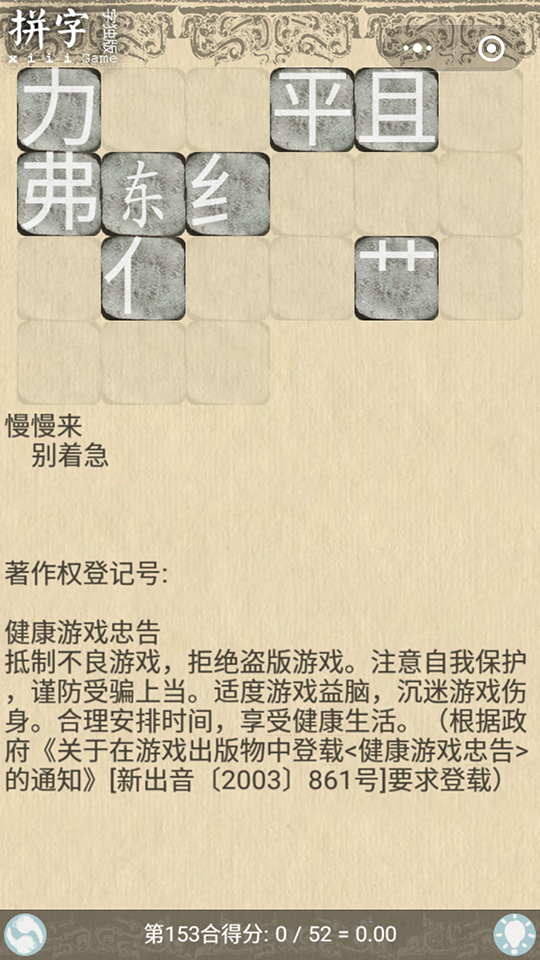 拼字
字由版
xiii Game
力 平 且
弗 东 纟
亻 艹
慢慢来
别着急
著作权登记号:
健康游戏忠告
抵制不良游戏，拒绝盗版游戏。注意自我保护
，谨防受骗上当。适度游戏益脑，沉迷游戏伤
身。合理安排时间，享受健康生活。（根据政
府《关于在游戏出版物中登载<健康游戏忠告>
的通知》[新出音〔2003〕861号]要求登载）
第153合得分: 0 / 52 = 0.00